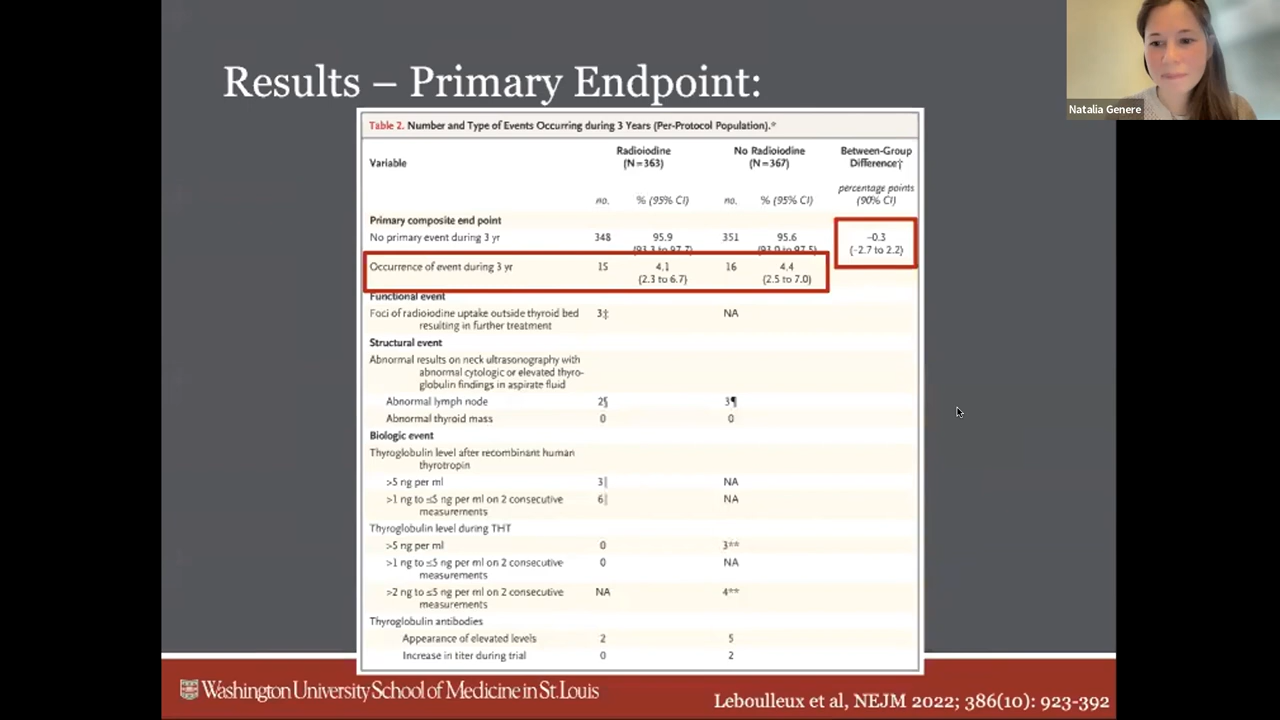 Results – Primary Endpoint:
Natalia Genere
Table 2. Number and Type of Events Occurring during 3 Years (Per-Protocol Population).*
Variable Radioiodine (N=363) No Radioiodine (N=367) Between-Group Difference†
no. % (95% CI) no. % (95% CI) percentage points (90% CI)
Primary composite end point
No primary event during 3 yr 348 95.9 (93.3 to 97.7) 351 95.6 (93.0 to 97.5) –0.3 (–2.7 to 2.2)
Occurrence of event during 3 yr 15 4.1 (2.3 to 6.7) 16 4.4 (2.5 to 7.0)
Functional event
Foci of radioiodine uptake outside thyroid bed 3‡ NA
resulting in further treatment
Structural event
Abnormal results on neck ultrasonography with
abnormal cytologic or elevated thyro-
globulin findings in aspirate fluid
Abnormal lymph node 2§ 3¶
Abnormal thyroid mass 0 0
Biologic event
Thyroglobulin level after recombinant human
thyrotropin
>5 ng per ml 3‖ NA
>1 ng to ≤5 ng per ml on 2 consecutive 6‖ NA
measurements
Thyroglobulin level during THT
>5 ng per ml 0 3**
>1 ng to ≤5 ng per ml on 2 consecutive 0 NA
measurements
>2 ng to ≤5 ng per ml on 2 consecutive NA 4**
measurements
Thyroglobulin antibodies
Appearance of elevated levels 2 5
Increase in titer during trial 0 2
Washington University School of Medicine in St. Louis
Leboulleux et al, NEJM 2022; 386(10): 923-392